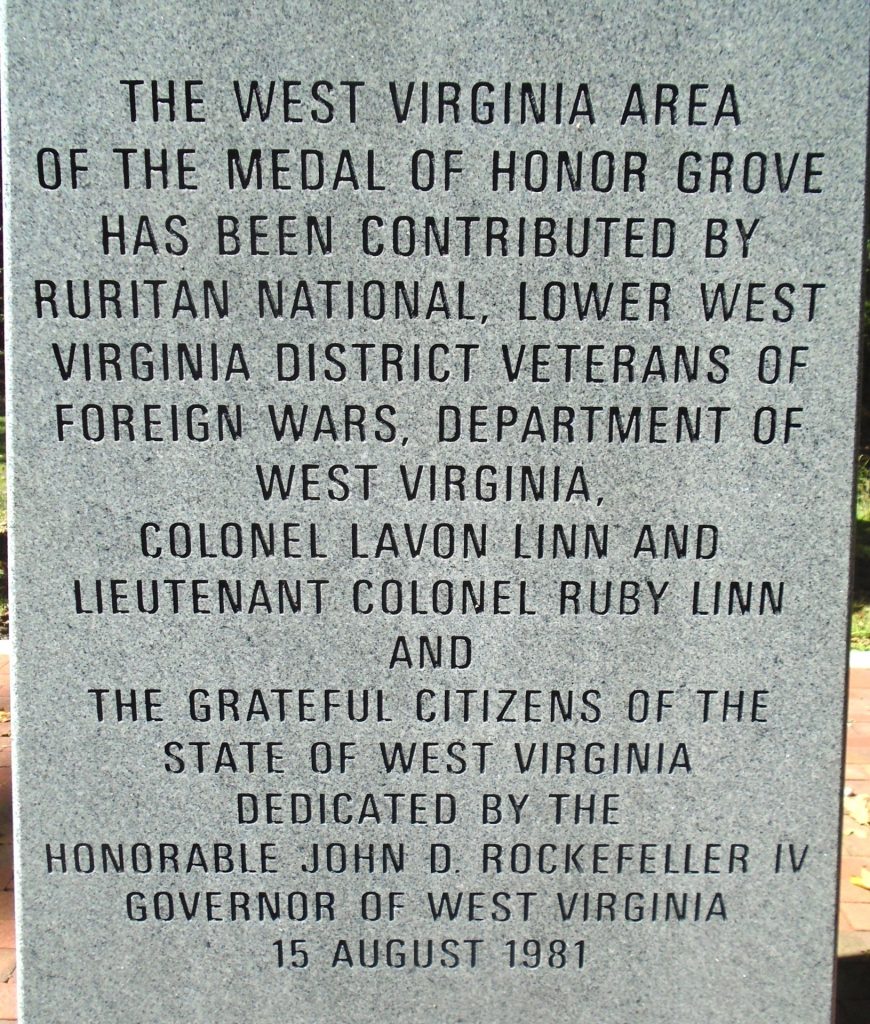 THE WEST VIRGINIA AREA
OF THE MEDAL OF HONOR GROVE
HAS BEEN CONTRIBUTED BY
RURITAN NATIONAL, LOWER WEST
VIRGINIA DISTRICT VETERANS OF
FOREIGN WARS, DEPARTMENT OF
WEST VIRGINIA,
COLONEL LAVON LINN AND
LIEUTENANT COLONEL RUBY LINN
AND
THE GRATEFUL CITIZENS OF THE
STATE OF WEST VIRGINIA
DEDICATED BY THE
HONORABLE JOHN D. ROCKEFELLER IV
GOVERNOR OF WEST VIRGINIA
15 AUGUST 1981